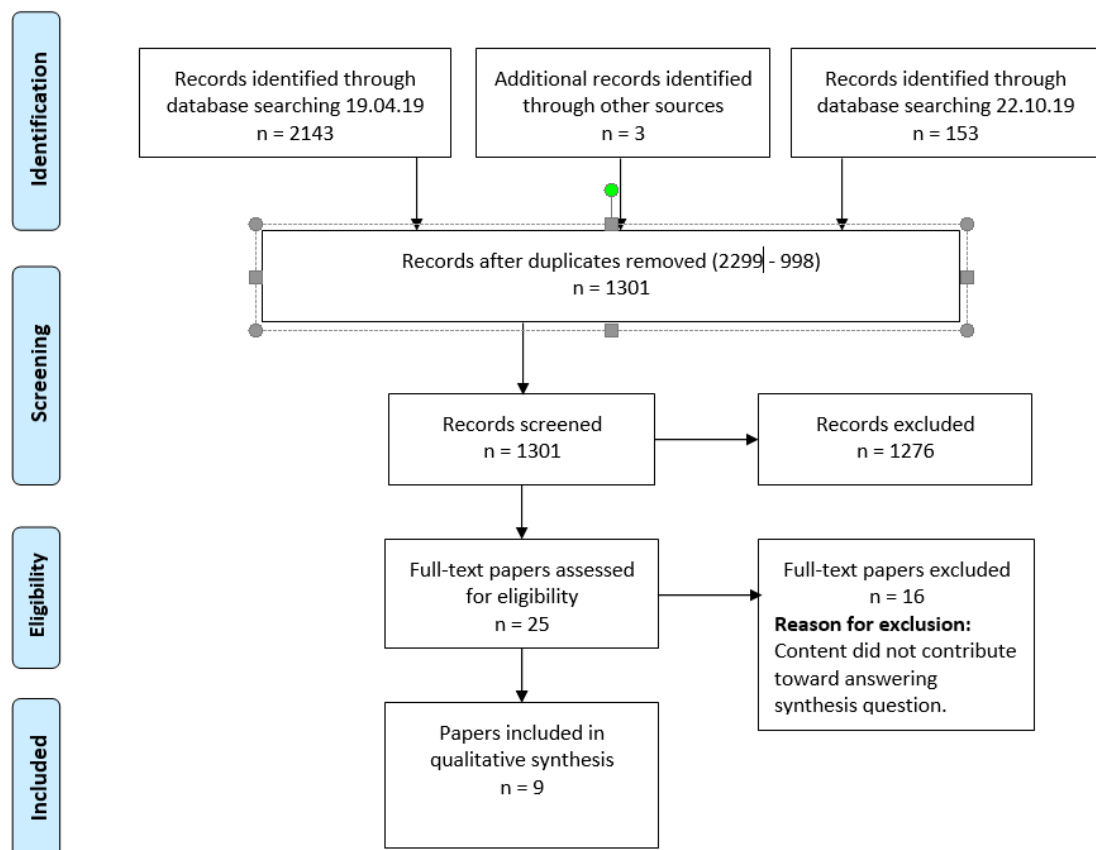 Identification
Records identified through
database searching 19.04.19
n = 2143
Additional records identified
through other sources
n = 3
Records identified through
database searching 22.10.19
n = 153
Records after duplicates removed (2299 - 998)
n = 1301
Screening
Records screened
n = 1301
Records excluded
n = 1276
Eligibility
Full-text papers assessed
for eligibility
n = 25
Full-text papers excluded
n = 16
Reason for exclusion:
Content did not contribute
toward answering
synthesis question.
Included
Papers included in
qualitative synthesis
n = 9